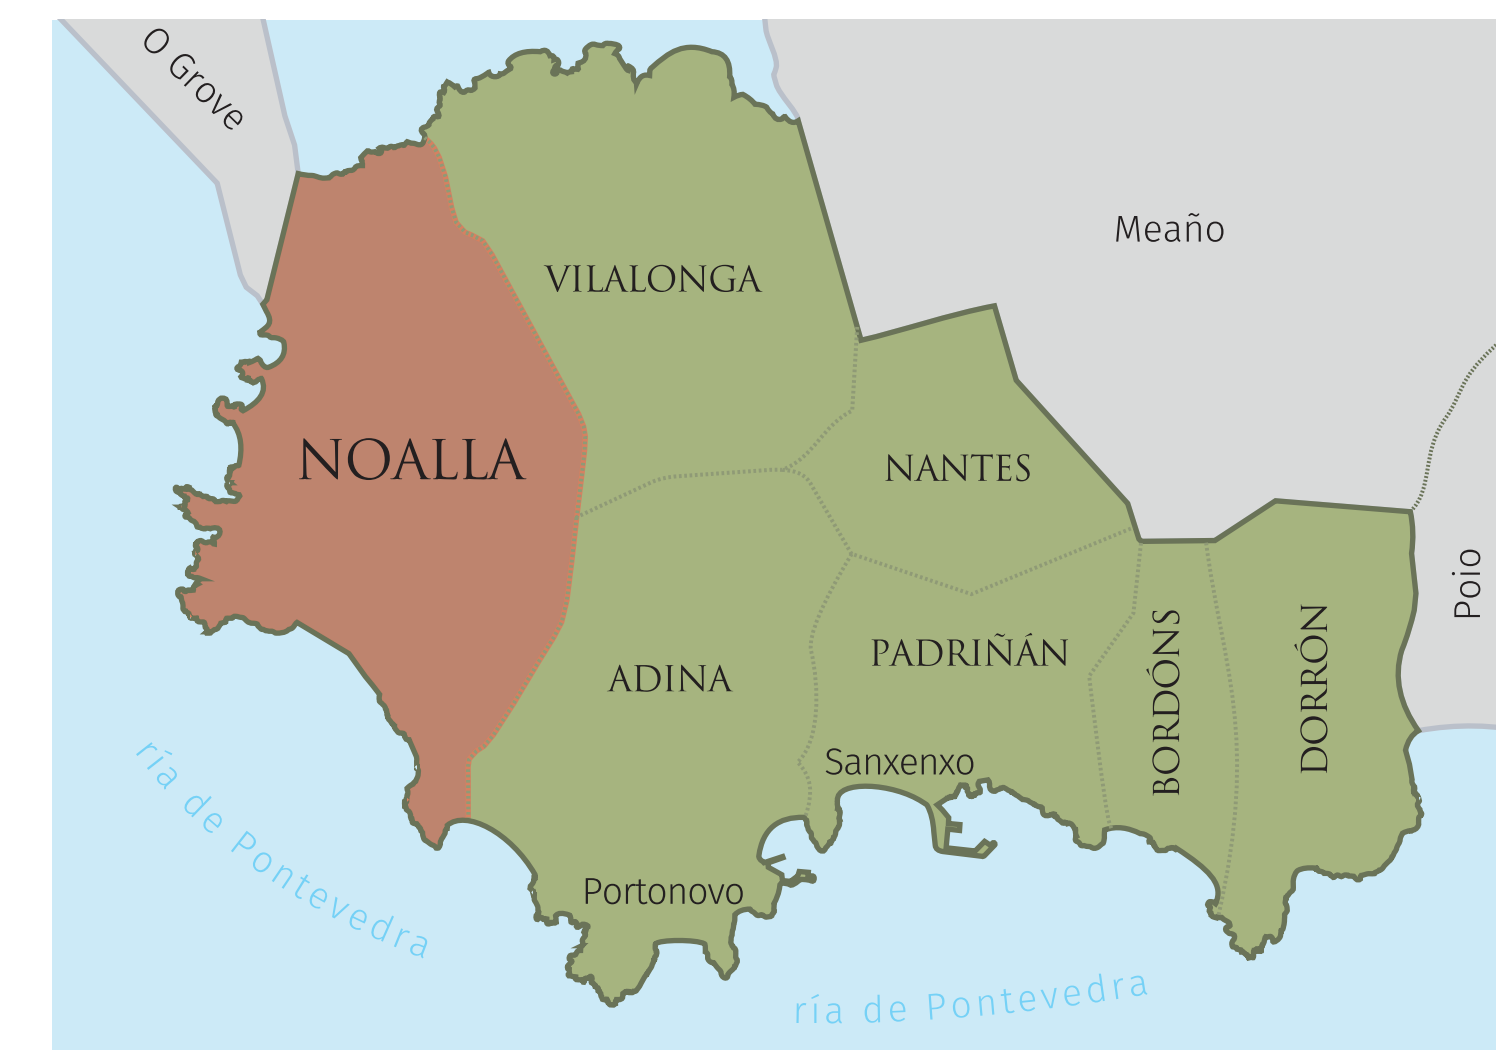 O Grove
Meaño
VILALONGA
NOALLA
NANTES
Poio
PADRIÑÁN
BORDÓNS
DORRÓN
ADINA
Sanxenxo
ría de Pontevedra
Portonovo
ría de Pontevedra